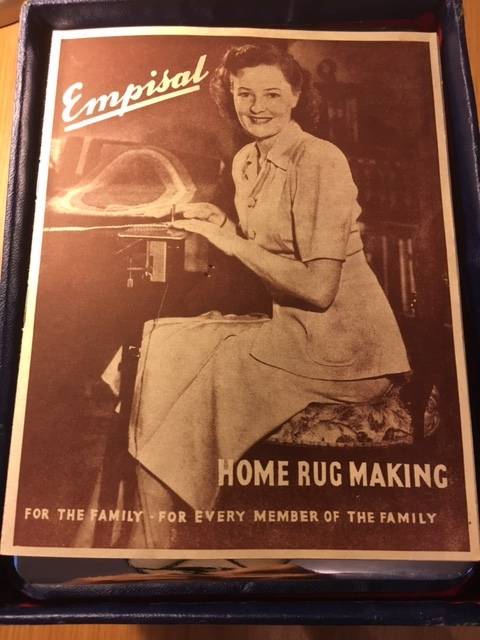 Empisal
HOME RUG MAKING
FOR THE FAMILY - FOR EVERY MEMBER OF THE FAMILY